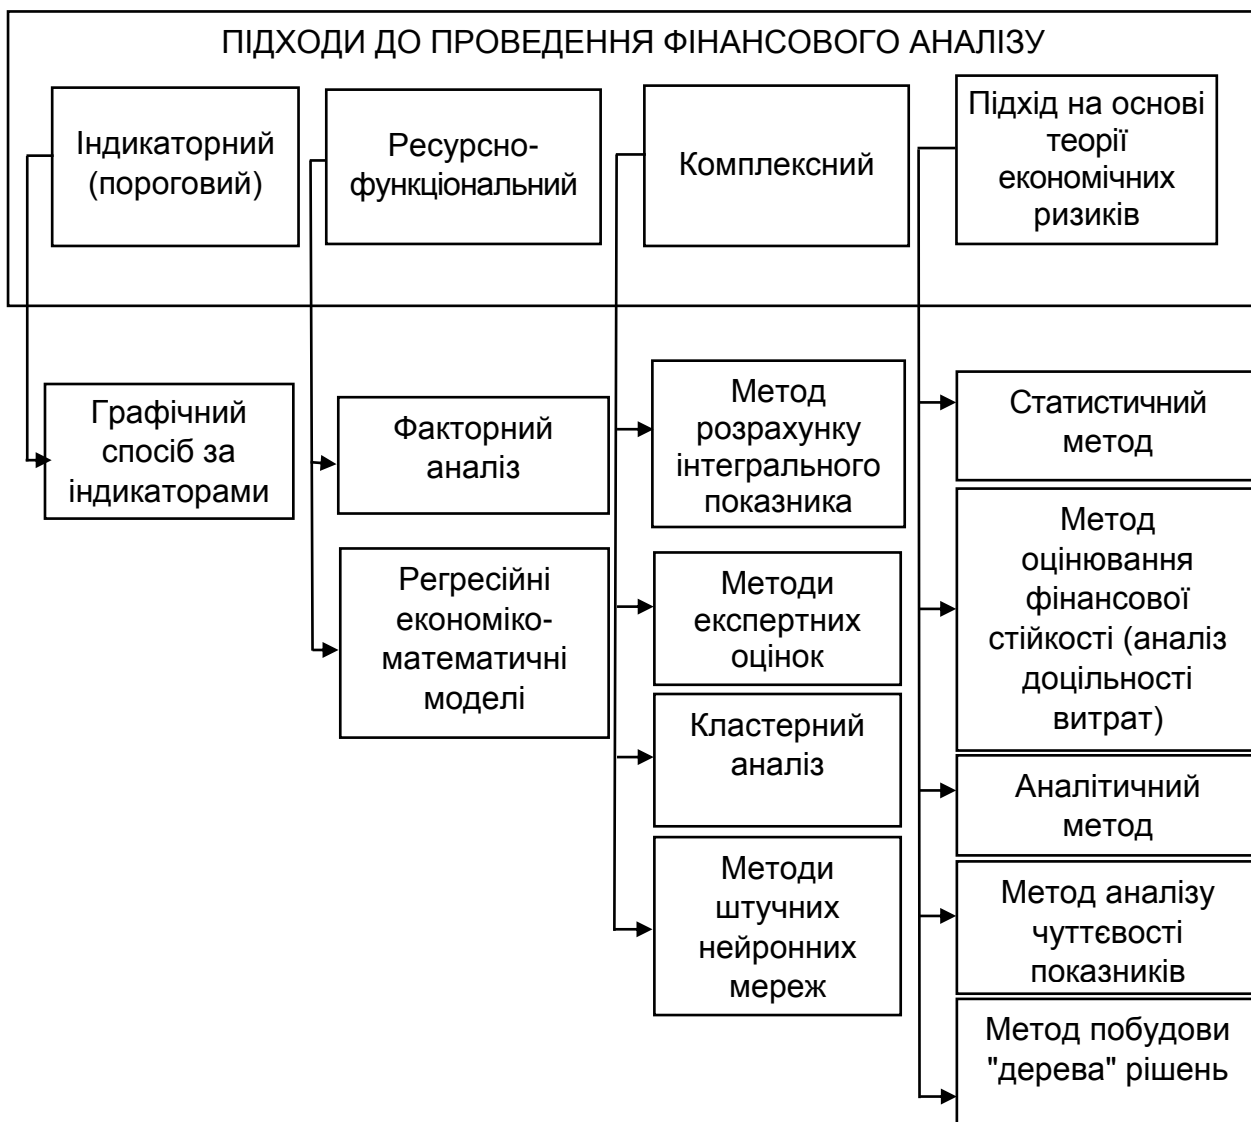 ПІДХОДИ ДО ПРОВЕДЕННЯ ФІНАНСОВОГО АНАЛІЗУ
Індикаторний
(пороговий)
Ресурсно-
функціональний
Комплексний
Підхід на основі
теорії
економічних
ризиків
Графічний
спосіб за
індикаторами
Факторний
аналіз
Регресійні
економіко-
математичні
моделі
Метод
розрахунку
інтегрального
показника
Методи
експертних
оцінок
Кластерний
аналіз
Методи
штучних
нейронних
мереж
Статистичний
метод
Метод
оцінювання
фінансової
стійкості (аналіз
доцільності
витрат)
Аналітичний
метод
Метод аналізу
чуттєвості
показників
Метод побудови
"дерева" рішень